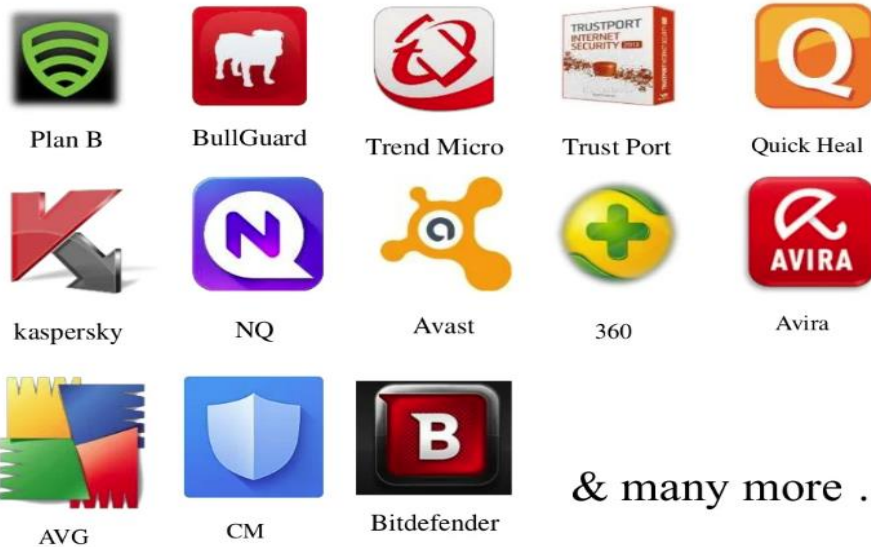 TRUSTPORT
INTERNET
SECURITY 2013
Q
Plan B
BullGuard
Trend Micro
Trust Port
Quick Heal
N
a
AVIRA
kaspersky
NQ
Avast
360
Avira
B
& many more .
AVG
CM
Bitdefender